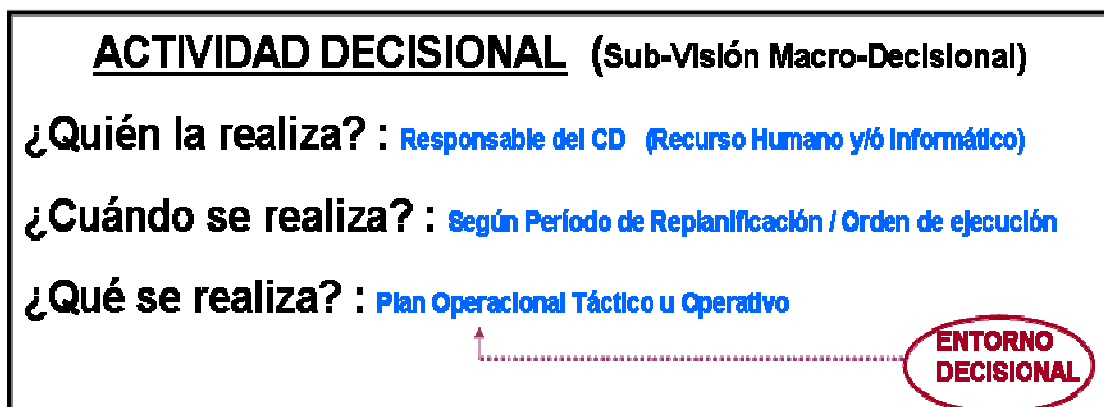 ACTIVIDAD DECISIONAL (Sub-Visión Macro-Decisional)
¿Quién la realiza? : Responsable del CD (Recurso Humano y/ó Informático)
¿Cuándo se realiza? : Según Período de Replanificación / Orden de ejecución
¿Qué se realiza? : Plan Operacional Táctico u Operativo
ENTORNO
DECISIONAL